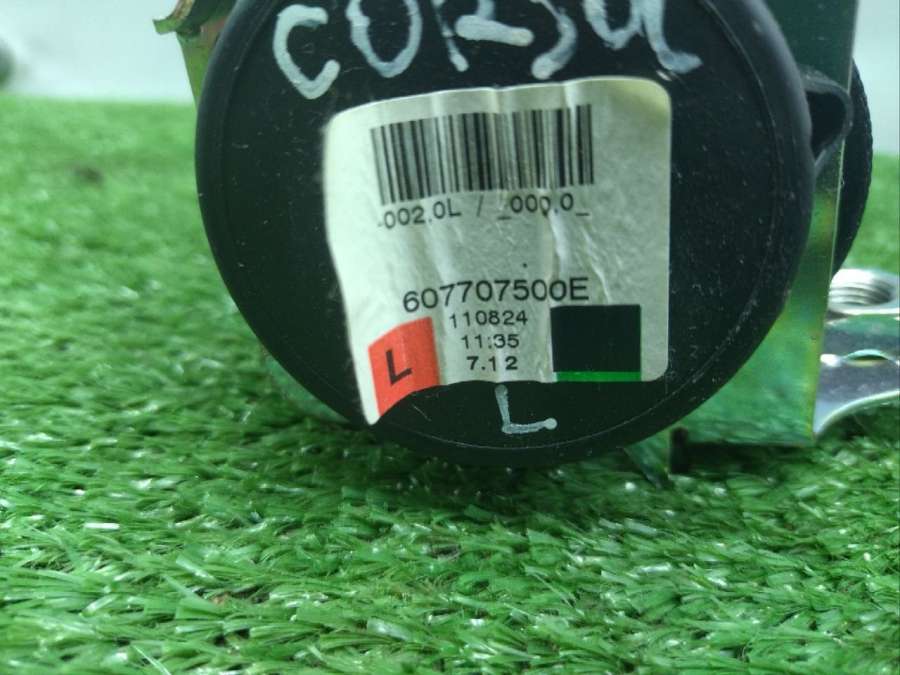 CORSA
-002.0L / _000.0_
607707500E
110824
11:35
7.12
L
L